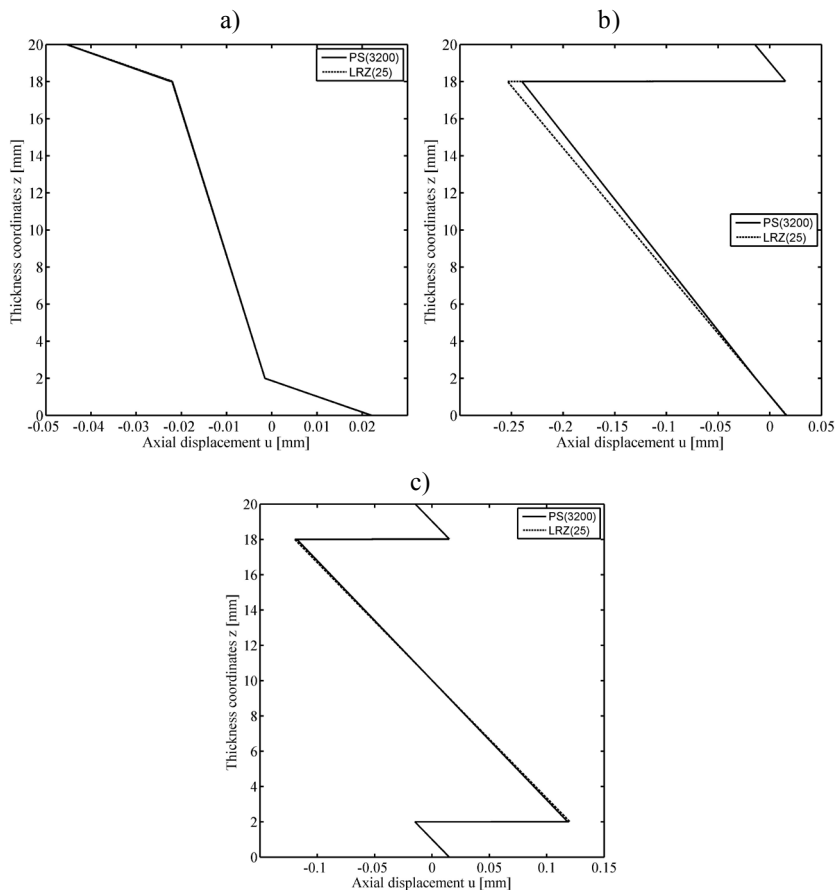 a)
20
18
16
14
12
10
8
6
4
2
0
Thickness coordinates z [mm]
PS(3200)
LRZ(25)
-0.05 -0.04 -0.03 -0.02 -0.01 0 0.01 0.02
Axial displacement u [mm]
b)
20
18
16
14
12
10
8
6
4
2
0
Thickness coordinates z [mm]
PS(3200)
LRZ(25)
-0.25 -0.2 -0.15 -0.1 -0.05 0 0.05
Axial displacement u [mm]
c)
20
18
16
14
12
10
8
6
4
2
0
Thickness coordinates z [mm]
PS(3200)
LRZ(25)
-0.1 -0.05 0 0.05 0.1 0.15
Axial displacement u [mm]